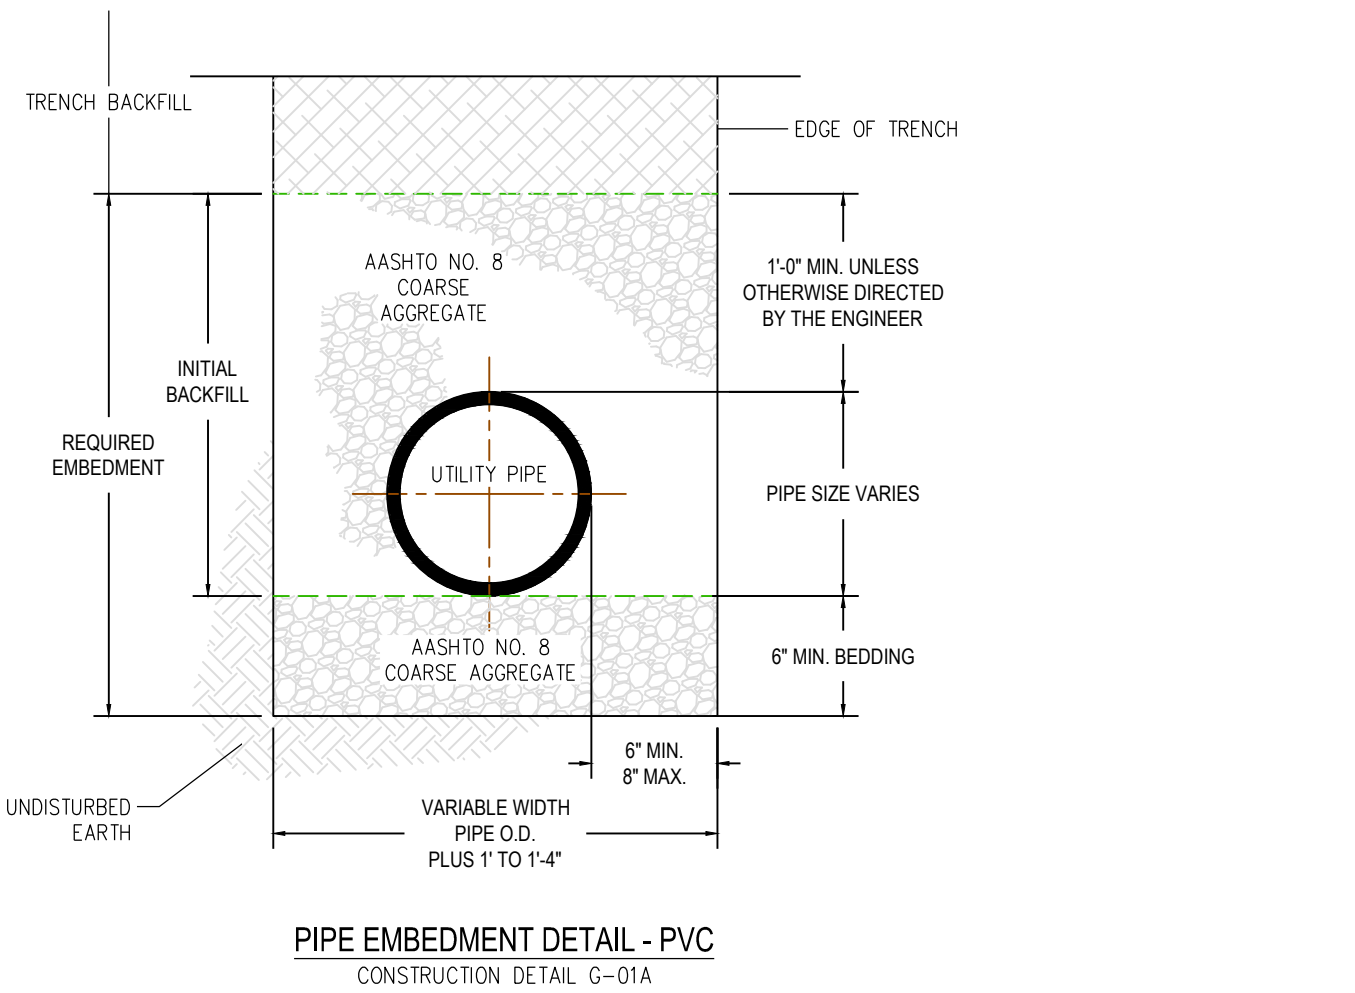 TRENCH BACKFILL
EDGE OF TRENCH
AASHTO NO. 8
COARSE
AGGREGATE
1'-0" MIN. UNLESS
OTHERWISE DIRECTED
BY THE ENGINEER
INITIAL
BACKFILL
REQUIRED
EMBEDMENT
UTILITY PIPE
PIPE SIZE VARIES
AASHTO NO. 8
COARSE AGGREGATE
6" MIN. BEDDING
6" MIN.
8" MAX.
UNDISTURBED
EARTH
VARIABLE WIDTH
PIPE O.D.
PLUS 1' TO 1'-4"
PIPE EMBEDMENT DETAIL - PVC
CONSTRUCTION DETAIL G-01A